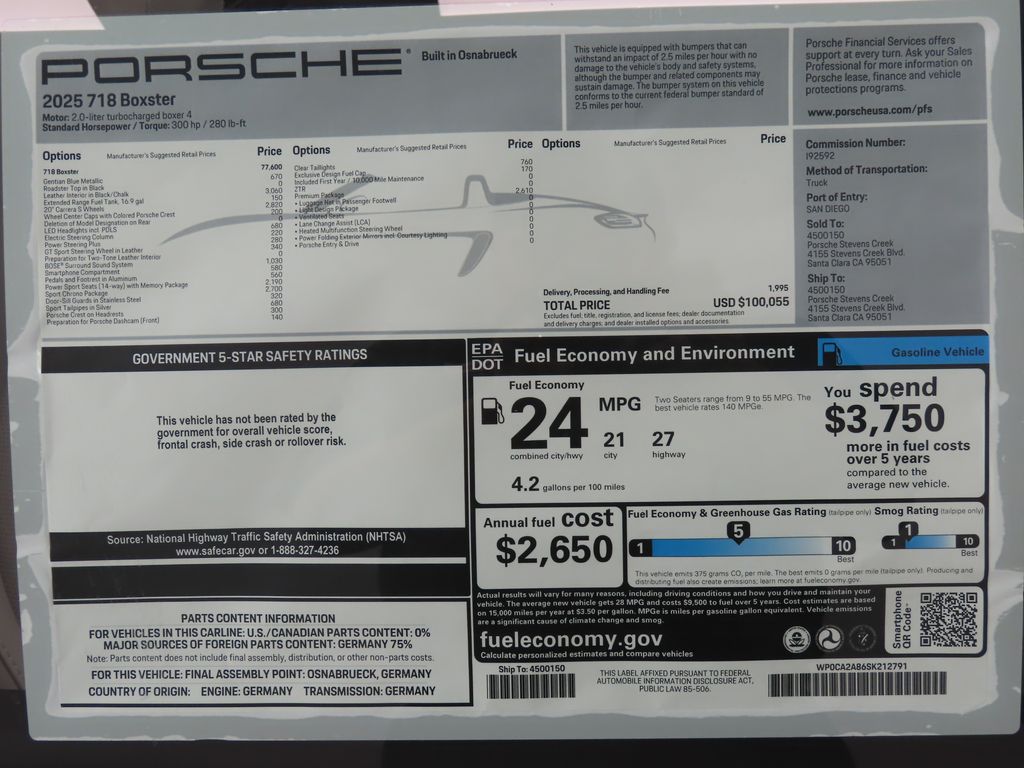 PORSCHE®
Built in Osnabrueck
2025 718 Boxster
Motor: 2.0-liter turbocharged boxer 4
Standard Horsepower / Torque: 300 hp / 280 lb-ft
This vehicle is equipped with bumpers that can
withstand an impact of 2.5 miles per hour with no
damage to the vehicle's body and safety systems,
although the bumper and related components may
sustain damage. The bumper system on this vehicle
conforms to the current federal bumper standard of
2.5 miles per hour.
Porsche Financial Services offers
support at every turn. Ask your Sales
Professional for more information on
Porsche lease, finance and vehicle
protections programs.
www.porscheusa.com/pfs
Options Manufacturer's Suggested Retail Prices Price
718 Boxster 77,600
Gentian Blue Metallic 670
Roadster Top in Black 0
Leather Interior in Black/Chalk 3,060
Extended Range Fuel Tank, 16.9 gal 150
20" Carrera S Wheels 2,820
Wheel Center Caps with Colored Porsche Crest 200
Deletion of Model Designation on Rear 0
LED Headlights incl. PDLS 680
Electric Steering Column 220
Power Steering Plus 280
GT Sport Steering Wheel in Leather 340
Preparation for Two-Tone Leather Interior 0
BOSE® Surround Sound System 1,030
Smartphone Compartment 580
Pedals and Footrest in Aluminum 560
Power Sport Seats (14-way) with Memory Package 2,190
Sport Chrono Package 2,700
Door-Sill Guards in Stainless Steel 320
Sport Tailpipes in Silver 680
Porsche Crest on Headrests 300
Preparation for Porsche Dashcam (Front) 140
Options Manufacturer's Suggested Retail Prices Price
Clear Taillights 760
Exclusive Design Fuel Cap 170
Included First Year / 10,000 Mile Maintenance 0
ZTR 0
Premium Package 2,610
• Luggage Net in Passenger Footwell 0
• Light Design Package 0
• Ventilated Seats 0
• Lane Change Assist (LCA) 0
• Heated Multifunction Steering Wheel 0
• Power Folding Exterior Mirrors incl. Courtesy Lighting 0
• Porsche Entry & Drive 0
Options Manufacturer's Suggested Retail Prices Price
Delivery, Processing, and Handling Fee 1,995
TOTAL PRICE USD $100,055
Excludes fuel; title, registration, and license fees; dealer documentation
and delivery charges; and dealer installed options and accessories.
Commission Number:
I92592
Method of Transportation:
Truck
Port of Entry:
SAN DIEGO
Sold To:
4500150
Porsche Stevens Creek
4155 Stevens Creek Blvd.
Santa Clara CA 95051
Ship To:
4500150
Porsche Stevens Creek
4155 Stevens Creek Blvd.
Santa Clara CA 95051
GOVERNMENT 5-STAR SAFETY RATINGS
This vehicle has not been rated by the
government for overall vehicle score,
frontal crash, side crash or rollover risk.
Source: National Highway Traffic Safety Administration (NHTSA)
www.safecar.gov or 1-888-327-4236
PARTS CONTENT INFORMATION
FOR VEHICLES IN THIS CARLINE: U.S./CANADIAN PARTS CONTENT: 0%
MAJOR SOURCES OF FOREIGN PARTS CONTENT: GERMANY 75%
Note: Parts content does not include final assembly, distribution, or other non-parts costs.
FOR THIS VEHICLE: FINAL ASSEMBLY POINT: OSNABRUECK, GERMANY
COUNTRY OF ORIGIN: ENGINE: GERMANY TRANSMISSION: GERMANY
EPA
DOT
Fuel Economy and Environment
Gasoline Vehicle
Fuel Economy
24 MPG
combined city/hwy
21
city
27
highway
4.2 gallons per 100 miles
Two Seaters range from 9 to 55 MPG. The
best vehicle rates 140 MPGe.
You spend
$3,750
more in fuel costs
over 5 years
compared to the
average new vehicle.
Annual fuel cost
$2,650
Fuel Economy & Greenhouse Gas Rating (tailpipe only)
5
1 10
Best
Smog Rating (tailpipe only)
1
1 10
Best
This vehicle emits 375 grams CO₂ per mile. The best emits 0 grams per mile (tailpipe only). Producing and
distributing fuel also create emissions; learn more at fueleconomy.gov.
Actual results will vary for many reasons, including driving conditions and how you drive and maintain your
vehicle. The average new vehicle gets 28 MPG and costs $9,500 to fuel over 5 years. Cost estimates are based
on 15,000 miles per year at $3.50 per gallon. MPGe is miles per gasoline gallon equivalent. Vehicle emissions
are a significant cause of climate change and smog.
fueleconomy.gov
Calculate personalized estimates and compare vehicles
Smartphone
QR Code™
Ship To: 4500150
THIS LABEL AFFIXED PURSUANT TO FEDERAL
AUTOMOBILE INFORMATION DISCLOSURE ACT,
PUBLIC LAW 85-506.
WP0CA2A86SK212791